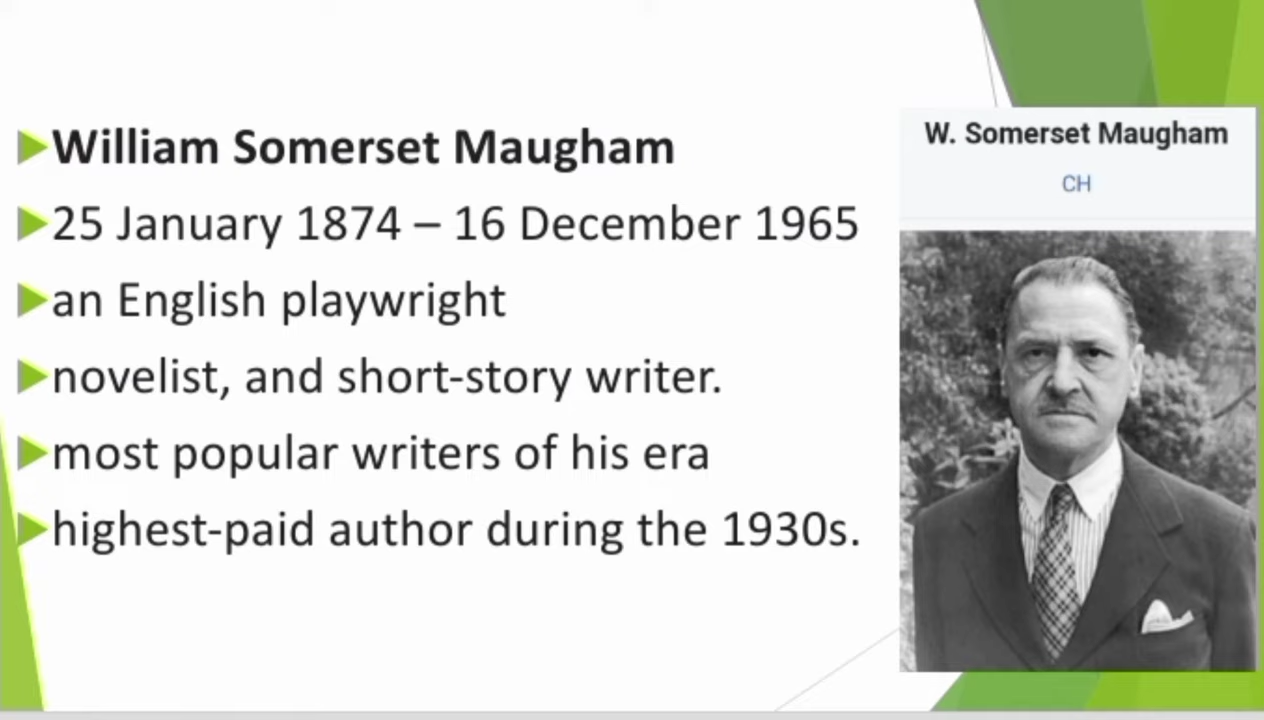 William Somerset Maugham
25 January 1874 – 16 December 1965
an English playwright
novelist, and short-story writer.
most popular writers of his era
highest-paid author during the 1930s.
W. Somerset Maugham
CH